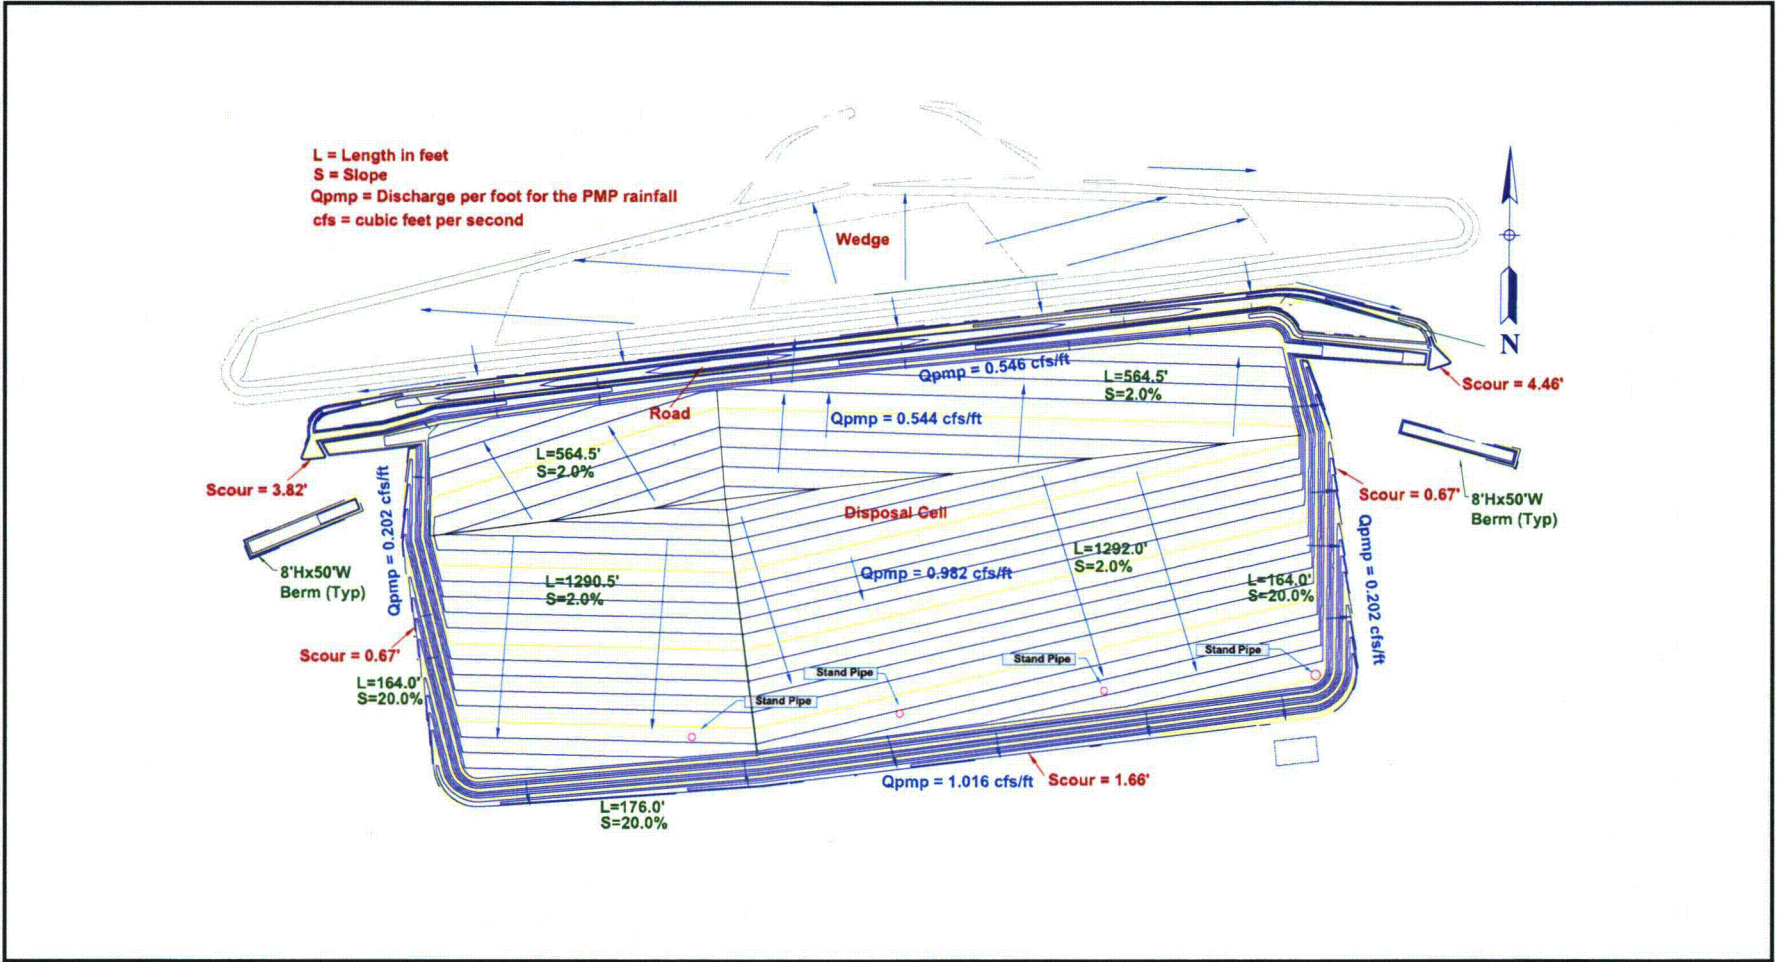 L = Length in feet
S = Slope
Qpmp = Discharge per foot for the PMP rainfall
cfs = cubic feet per second
Wedge
N
Qpmp = 0.546 cfs/ft
L=564.5'
S=2.0%
Scour = 4.46'
Road
Qpmp = 0.544 cfs/ft
L=564.5'
S=2.0%
Scour = 3.82'
Scour = 0.67'
8'Hx50'W
Berm (Typ)
Disposal Cell
Qpmp = 0.202 cfs/ft
L=1292.0'
S=2.0%
Qpmp = 0.982 cfs/ft
8'Hx50'W
Berm (Typ)
L=1290.5'
S=2.0%
L=164.0'
S=20.0%
Qpmp = 0.202 cfs/ft
Scour = 0.67'
Stand Pipe
Stand Pipe
Stand Pipe
Stand Pipe
L=164.0'
S=20.0%
Qpmp = 1.016 cfs/ft
Scour = 1.66'
L=176.0'
S=20.0%